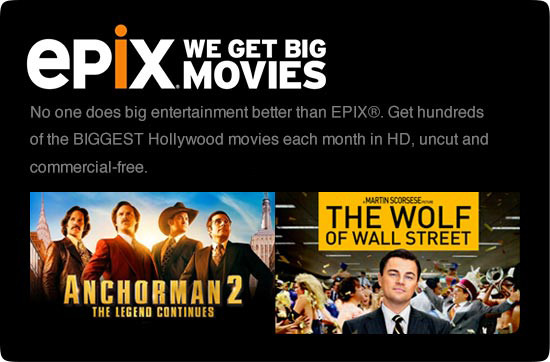 epix. WE GET BIG
MOVIES
No one does big entertainment better than EPIX®. Get hundreds
of the BIGGEST Hollywood movies each month in HD, uncut and
commercial-free.
ANCHORMAN 2
THE LEGEND CONTINUES
A MARTIN SCORSESE PICTURE
THE WOLF
OF WALL STREET